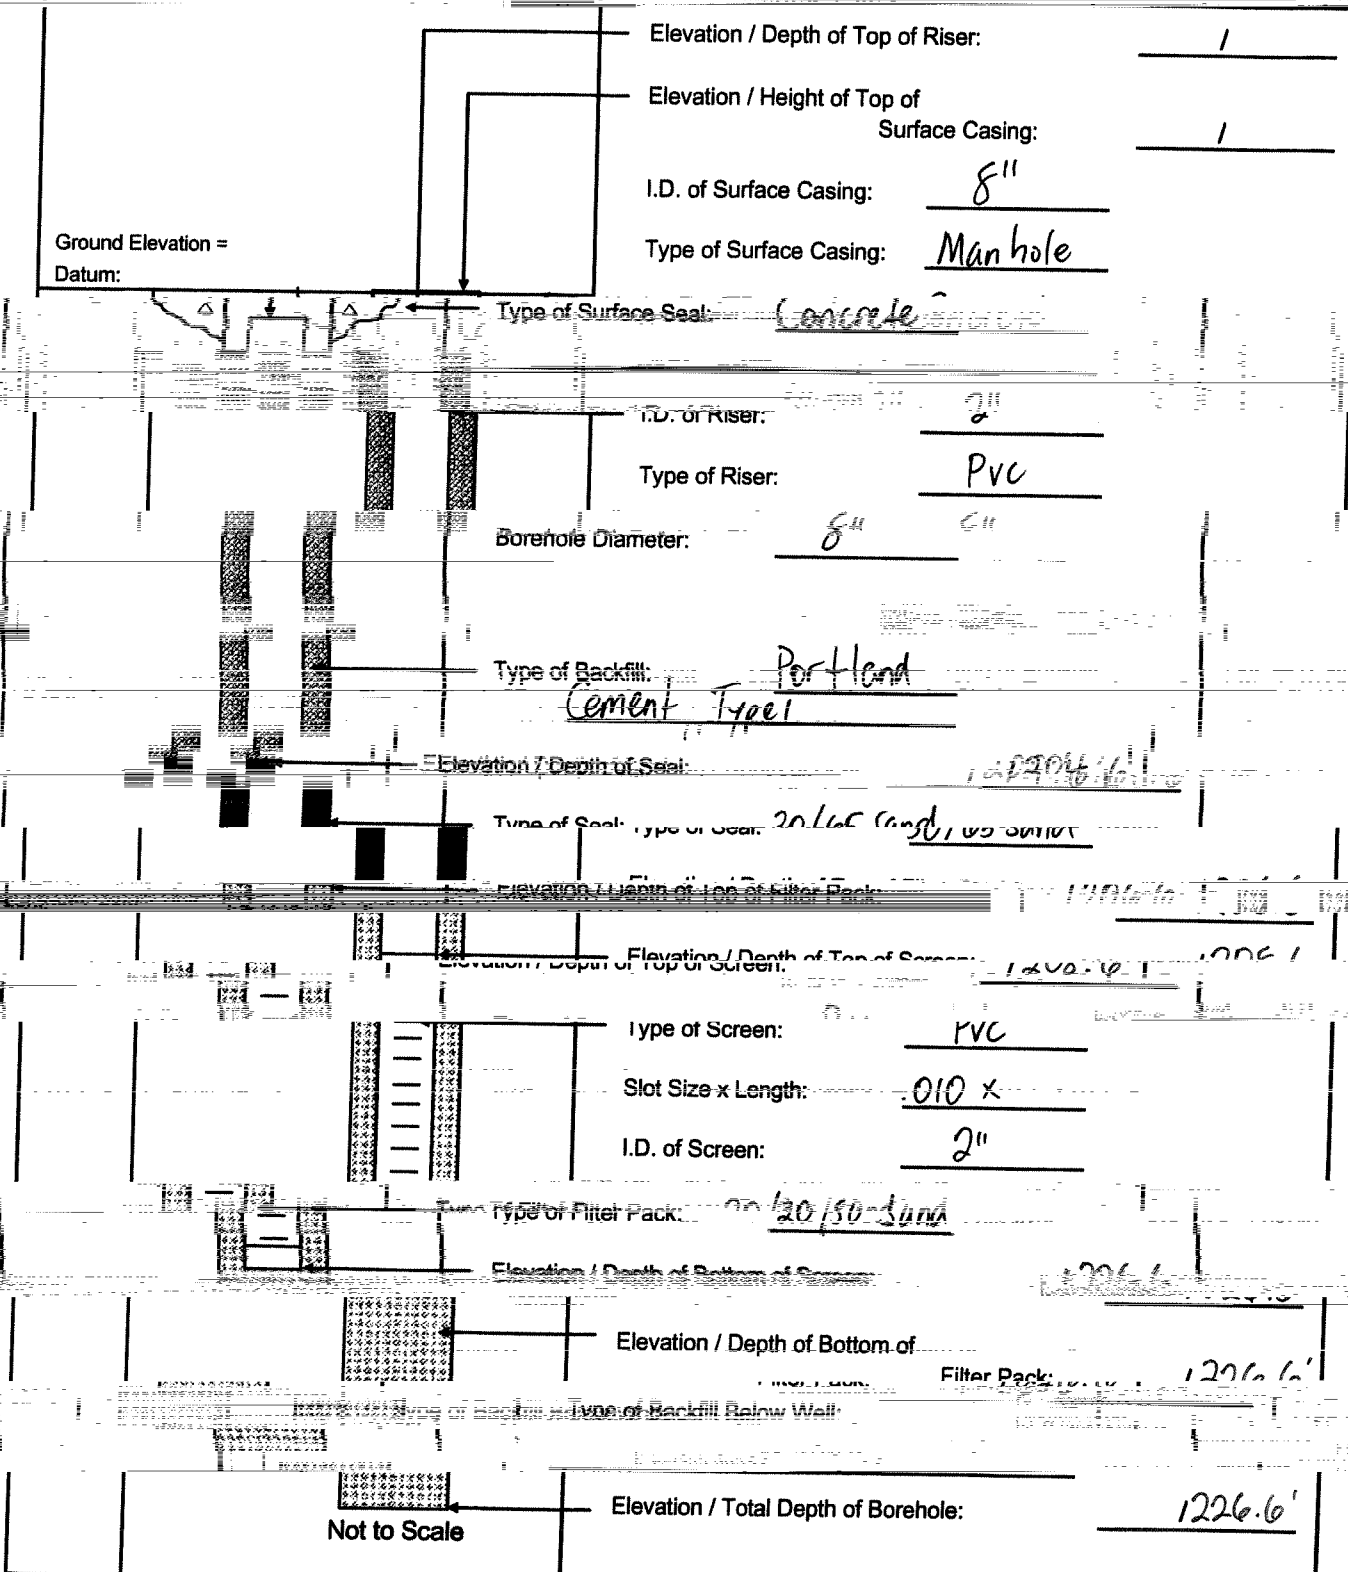 Elevation / Depth of Top of Riser: /
Elevation / Height of Top of
Surface Casing: /
I.D. of Surface Casing: 8"
Type of Surface Casing: Manhole
Ground Elevation =
Datum:
Type of Surface Seal: Concrete
I.D. of Riser: 2"
Type of Riser: PVC
Borehole Diameter: 8"
Type of Backfill: Portland
Cement Type 1
Elevation / Depth of Seal:
Type of Seal:
Elevation / Depth of Top of Filter Pack:
Elevation / Depth of Top of Screen:
Type of Screen: PVC
Slot Size x Length: .010 x
I.D. of Screen: 2"
Type of Filter Pack:
Elevation / Depth of Bottom of Screen:
Elevation / Depth of Bottom of
Filter Pack: 1226.6'
Type of Backfill Below Well:
Elevation / Total Depth of Borehole: 1226.6'
Not to Scale